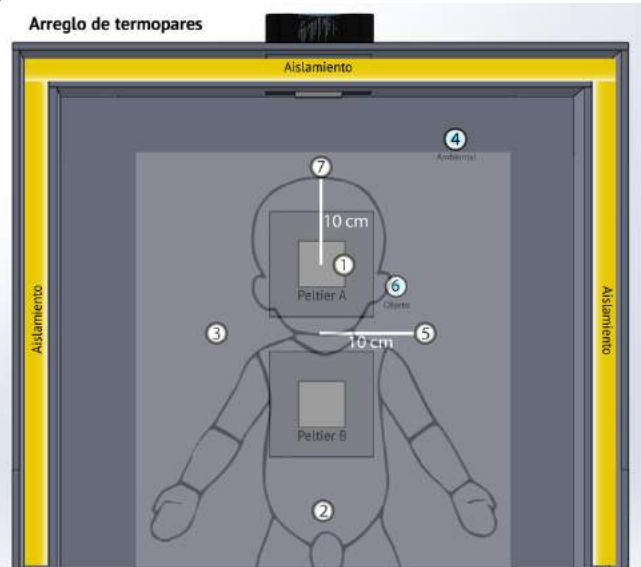 Arreglo de termopares
Aislamiento
4
Ambiental
7
10 cm
1
Peltier A
6
Objeto
Aislamiento
Aislamiento
3
5
10 cm
Peltier B
2